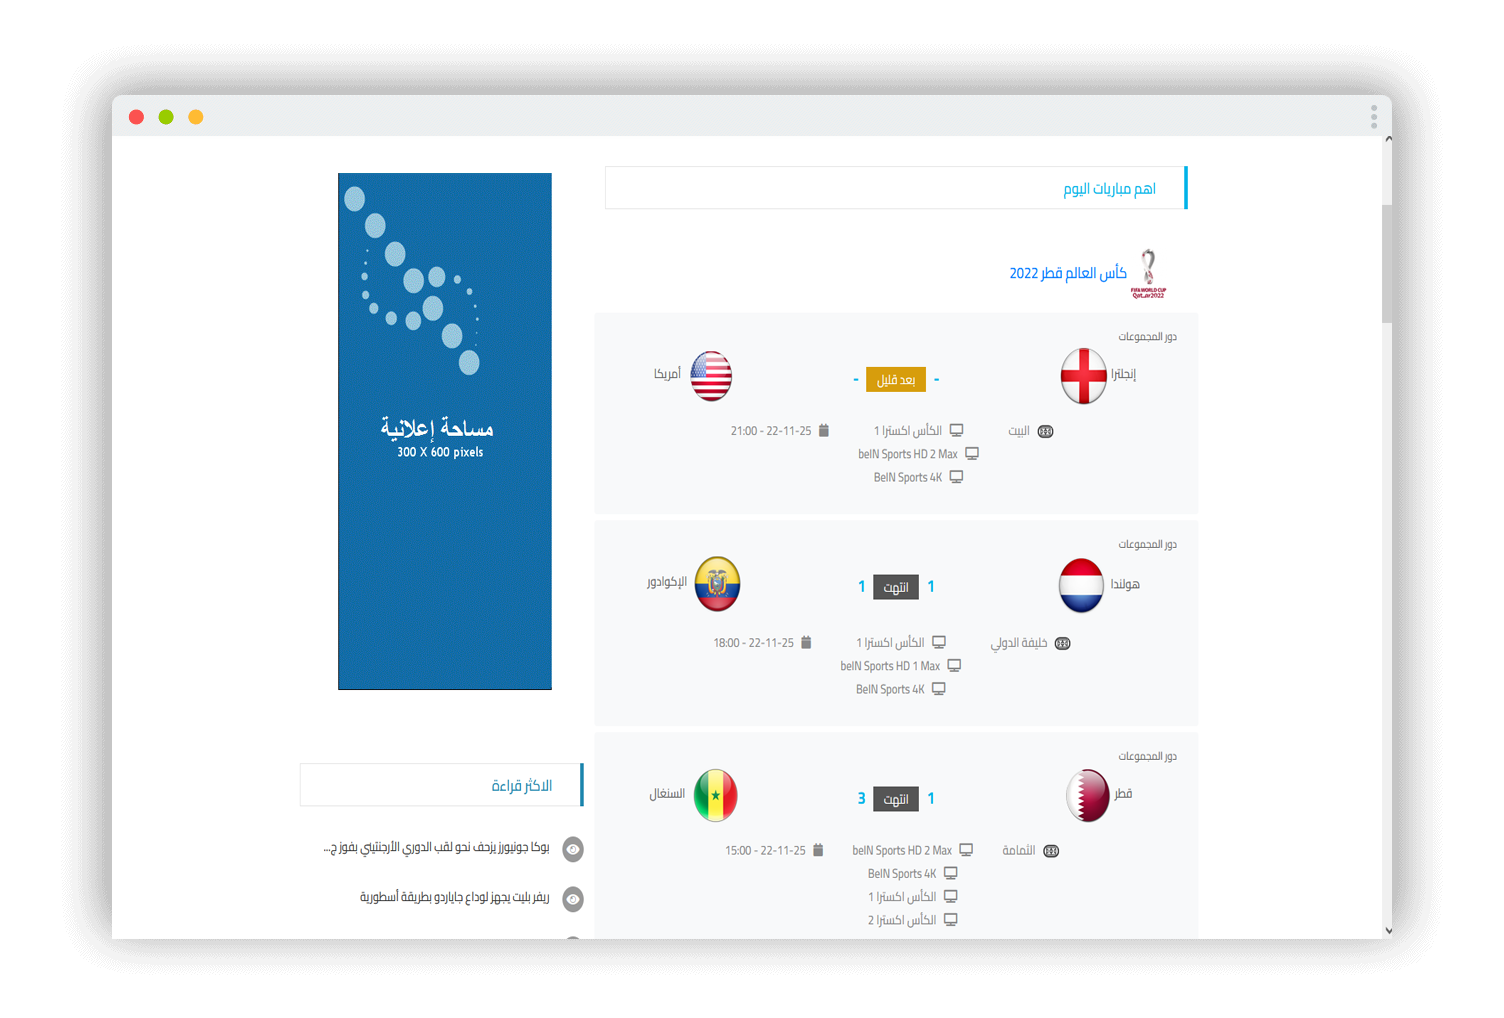 اهم مباريات اليوم
كأس العالم قطر 2022
FIFA WORLD CUP
Qatar2022
دور المجموعات
إنجلترا
-
بعد قليل
-
أمريكا
البيت
الكأس اكسترا 1
beIN Sports HD 2 Max
BeIN Sports 4K
22-11-25 - 21:00
دور المجموعات
هولندا
1
انتهت
1
الإكوادور
خليفة الدولي
الكأس اكسترا 1
beIN Sports HD 1 Max
BeIN Sports 4K
22-11-25 - 18:00
دور المجموعات
قطر
1
انتهت
3
السنغال
الثمامة
beIN Sports HD 2 Max
BeIN Sports 4K
الكأس اكسترا 1
الكأس اكسترا 2
22-11-25 - 15:00
مساحة إعلانية
300 X 600 pixels
الاكثر قراءة
بوكا جونيورز يزحف نحو لقب الدوري الأرجنتيني بفوز ج...
ريفر بليت يجهز لوداع جاياردو بطريقة أسطورية